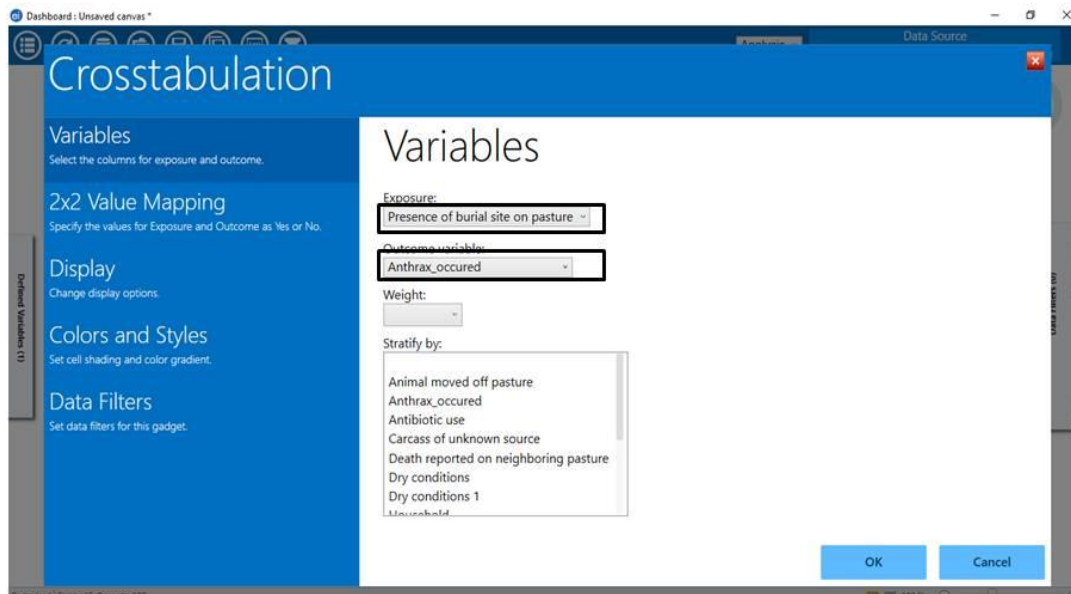 Dashboard : Unsaved canvas *
Data Source
Crosstabulation
Variables
Select the columns for exposure and outcome.
2x2 Value Mapping
Specify the values for Exposure and Outcome as Yes or No.
Display
Change display options.
Colors and Styles
Set cell shading and color gradient.
Data Filters
Set data filters for this gadget.
Defined Variables (1)
Variables
Exposure:
Presence of burial site on pasture
Outcome variable:
Anthrax_occured
Weight:
Stratify by:
Animal moved off pasture
Anthrax_occured
Antibiotic use
Carcass of unknown source
Death reported on neighboring pasture
Dry conditions
Dry conditions 1
Household
OK
Cancel
Data Filters (0)